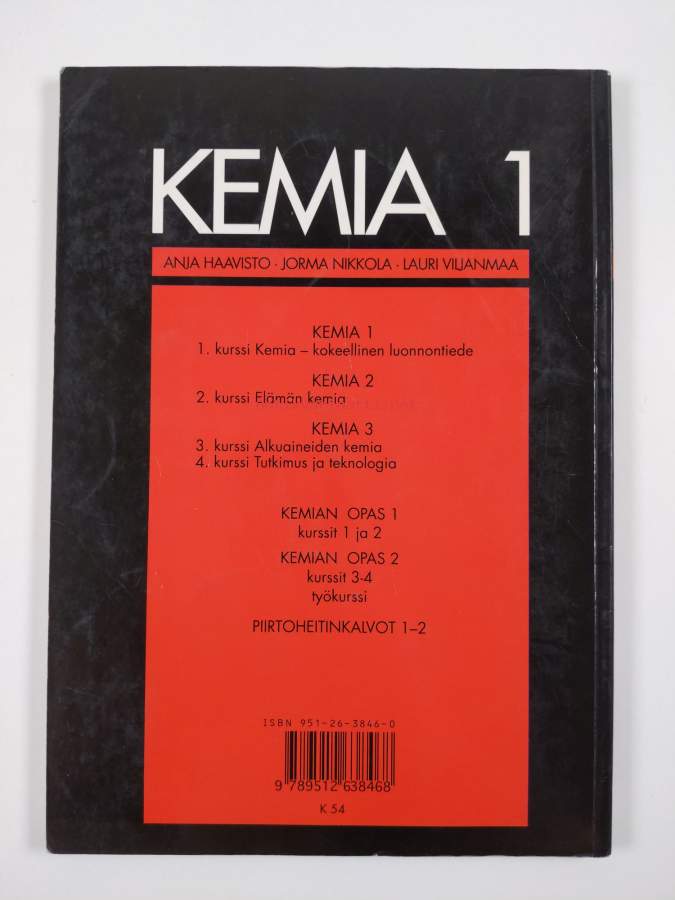 KEMIA 1
ANJA HAAVISTO · JORMA NIKKOLA · LAURI VILJANMAA
KEMIA 1
1. kurssi Kemia – kokeellinen luonnontiede
KEMIA 2
2. kurssi Elämän kemia
KEMIA 3
3. kurssi Alkuaineiden kemia
4. kurssi Tutkimus ja teknologia
KEMIAN OPAS 1
kurssit 1 ja 2
KEMIAN OPAS 2
kurssit 3-4
työkurssi
PIIRTOHEITINKALVOT 1–2
ISBN 951-26-3846-0
9 789512 638468
K 54